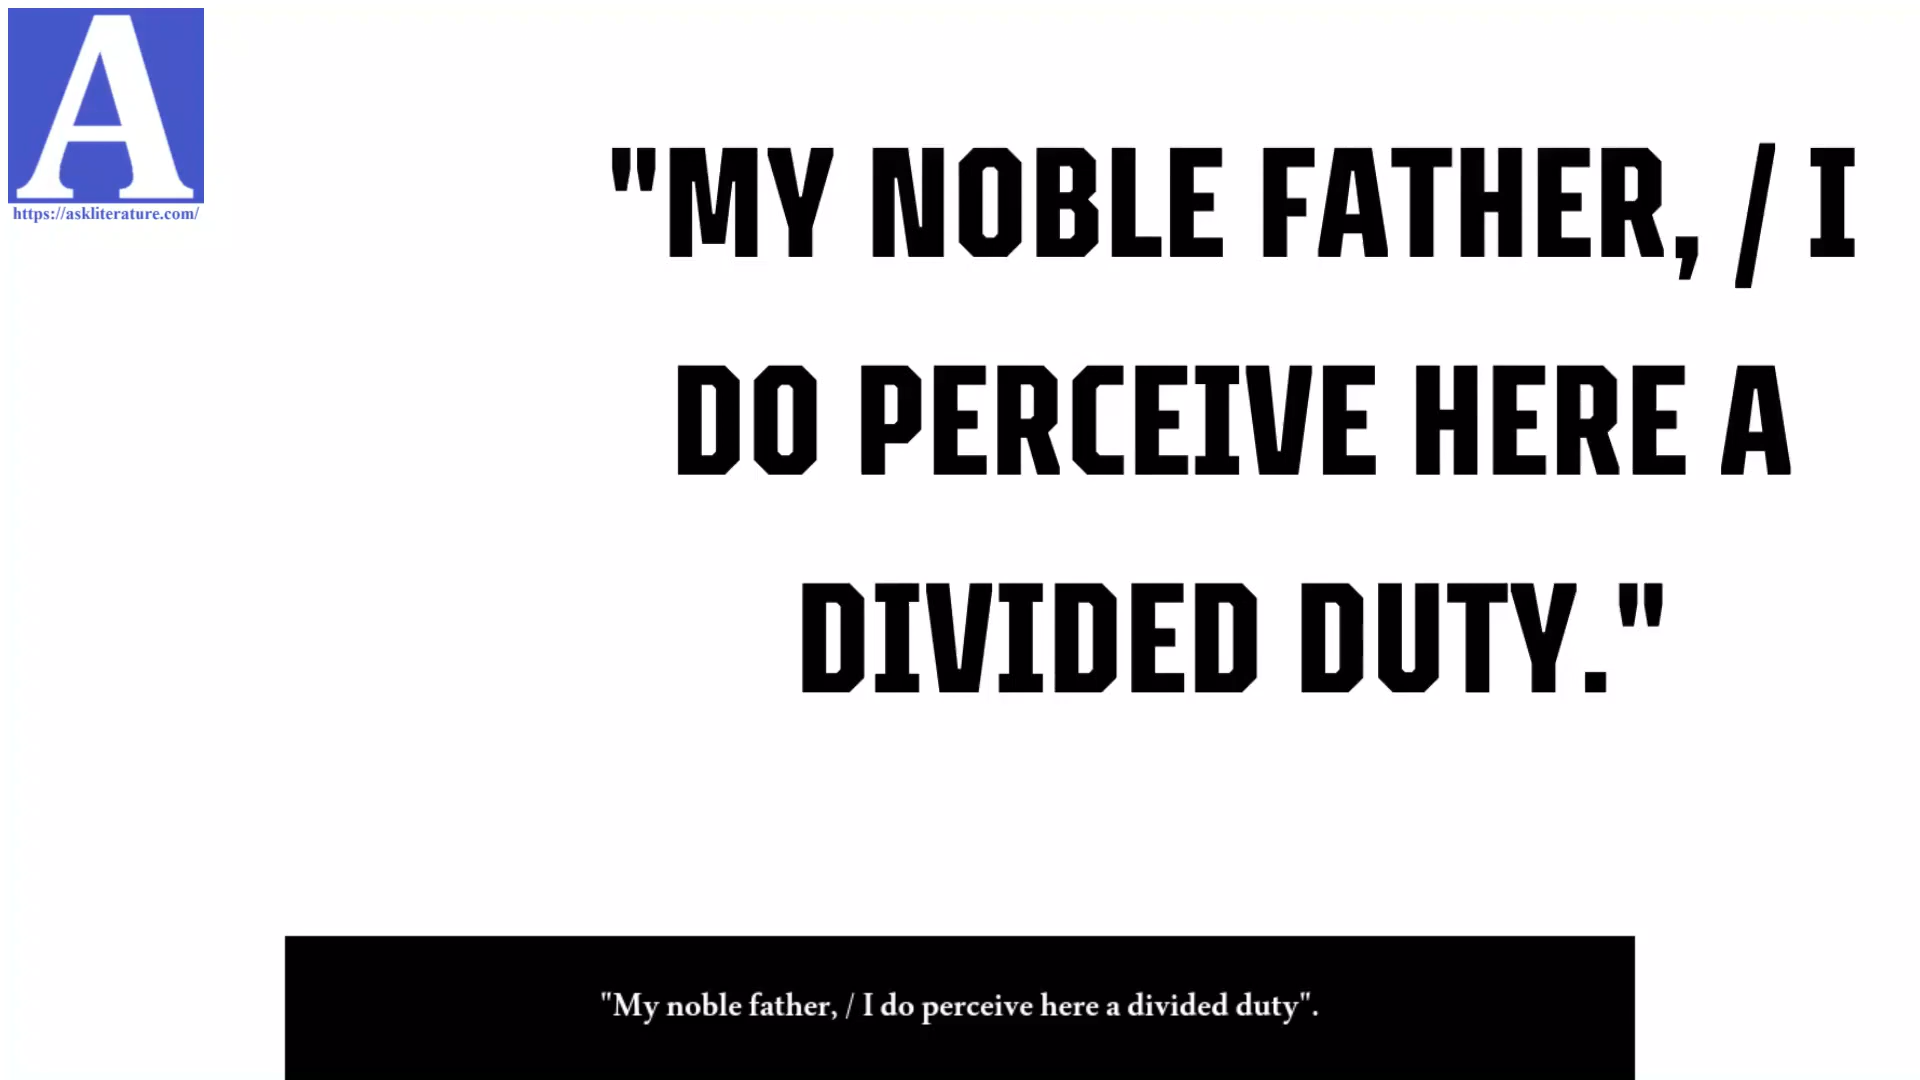 A
https://askliterature.com/
"MY NOBLE FATHER, / I
DO PERCEIVE HERE A
DIVIDED DUTY."
"My noble father, / I do perceive here a divided duty".